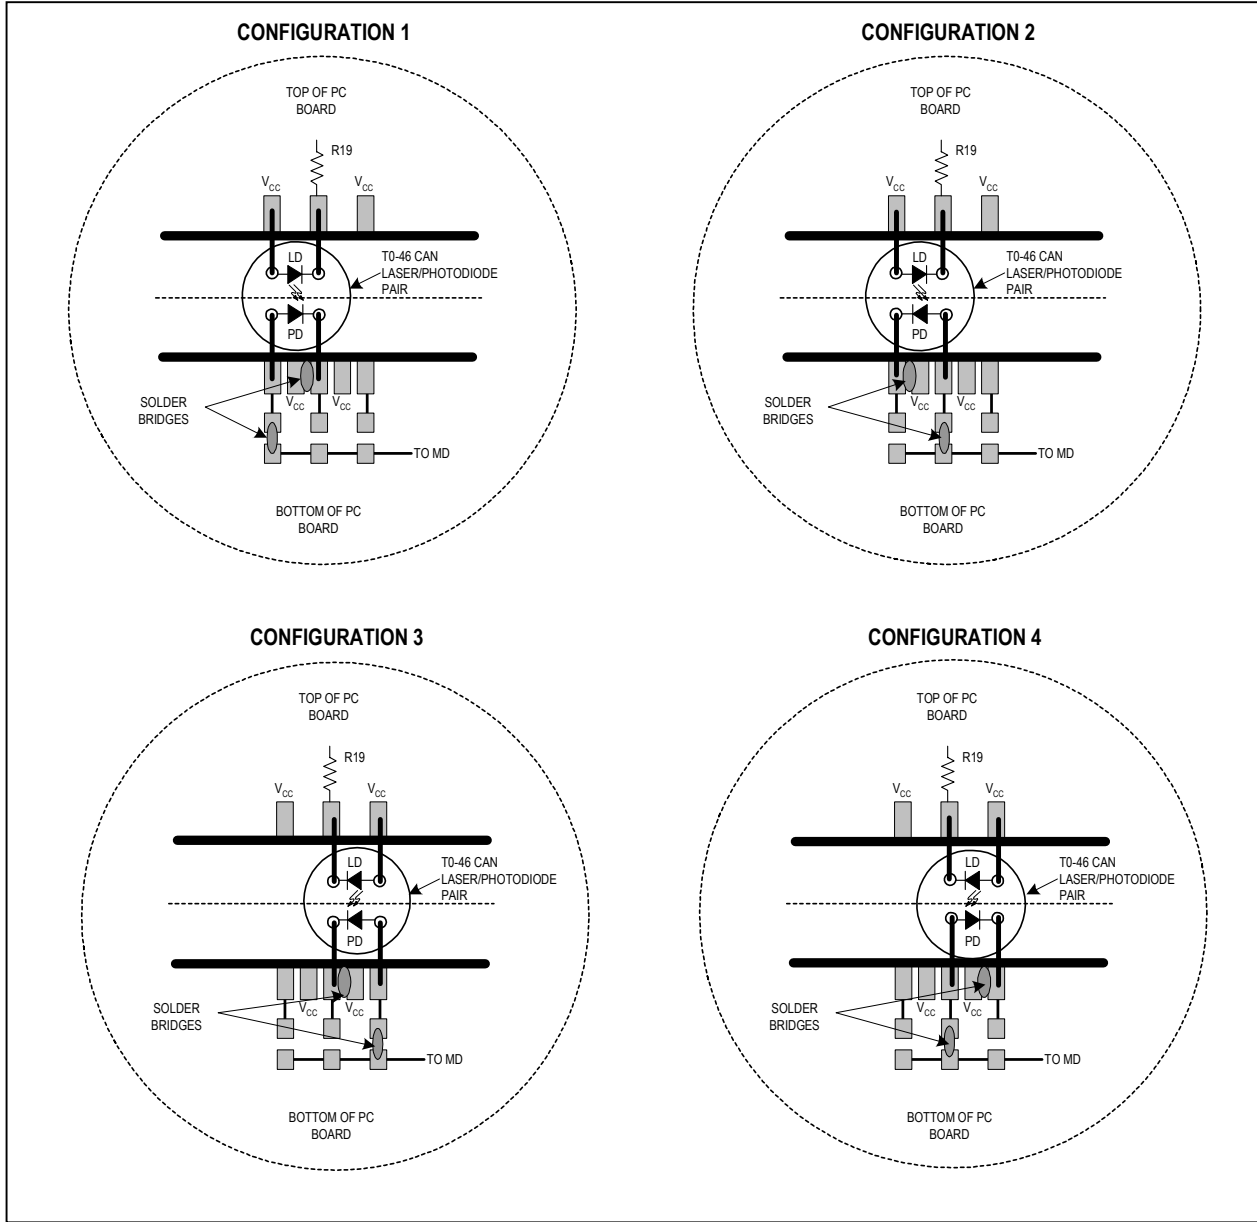 CONFIGURATION 1
TOP OF PC
BOARD
R19
VCC
VCC
LD
T0-46 CAN
LASER/PHOTODIODE
PAIR
PD
SOLDER
BRIDGES
VCC
VCC
TO MD
BOTTOM OF PC
BOARD
CONFIGURATION 2
TOP OF PC
BOARD
R19
VCC
VCC
LD
T0-46 CAN
LASER/PHOTODIODE
PAIR
PD
SOLDER
BRIDGES
VCC
VCC
TO MD
BOTTOM OF PC
BOARD
CONFIGURATION 3
TOP OF PC
BOARD
R19
VCC
VCC
LD
T0-46 CAN
LASER/PHOTODIODE
PAIR
PD
SOLDER
BRIDGES
VCC
VCC
TO MD
BOTTOM OF PC
BOARD
CONFIGURATION 4
TOP OF PC
BOARD
R19
VCC
VCC
LD
T0-46 CAN
LASER/PHOTODIODE
PAIR
PD
SOLDER
BRIDGES
VCC
VCC
TO MD
BOTTOM OF PC
BOARD